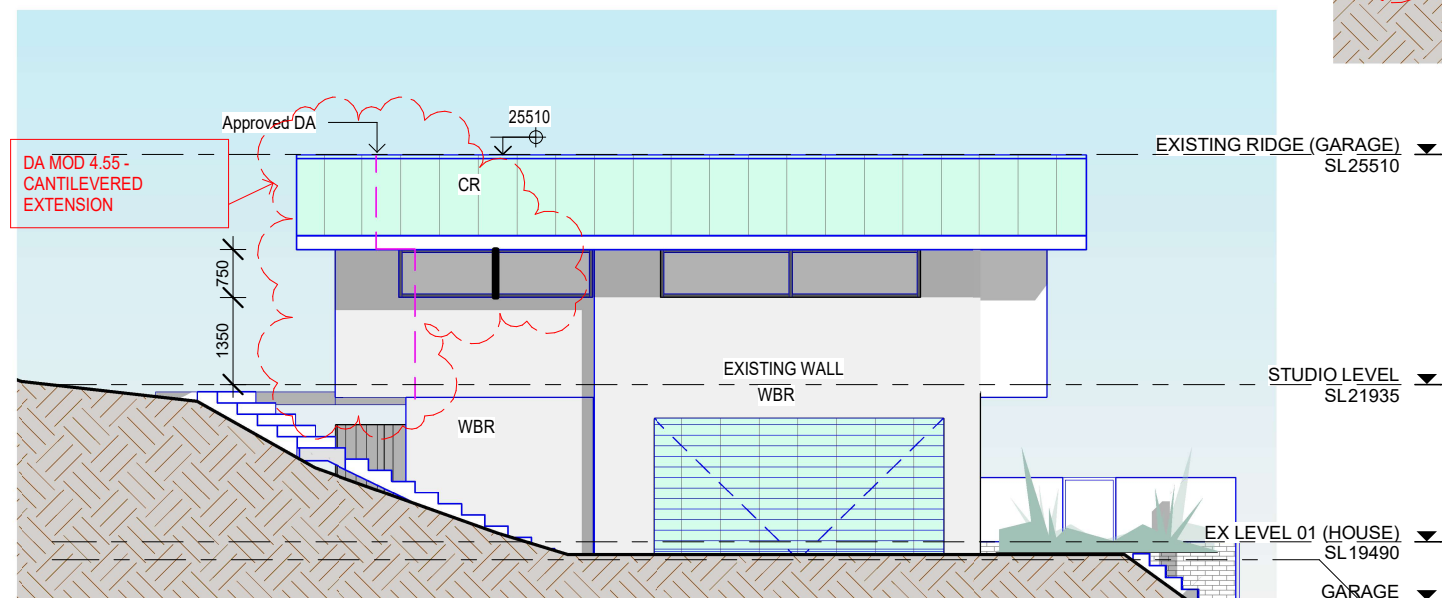 Approved DA
25510
EXISTING RIDGE (GARAGE)
SL25510
DA MOD 4.55 -
CANTILEVERED
EXTENSION
CR
750
1350
EXISTING WALL
WBR
STUDIO LEVEL
SL21935
WBR
EX LEVEL 01 (HOUSE)
SL19490
GARAGE